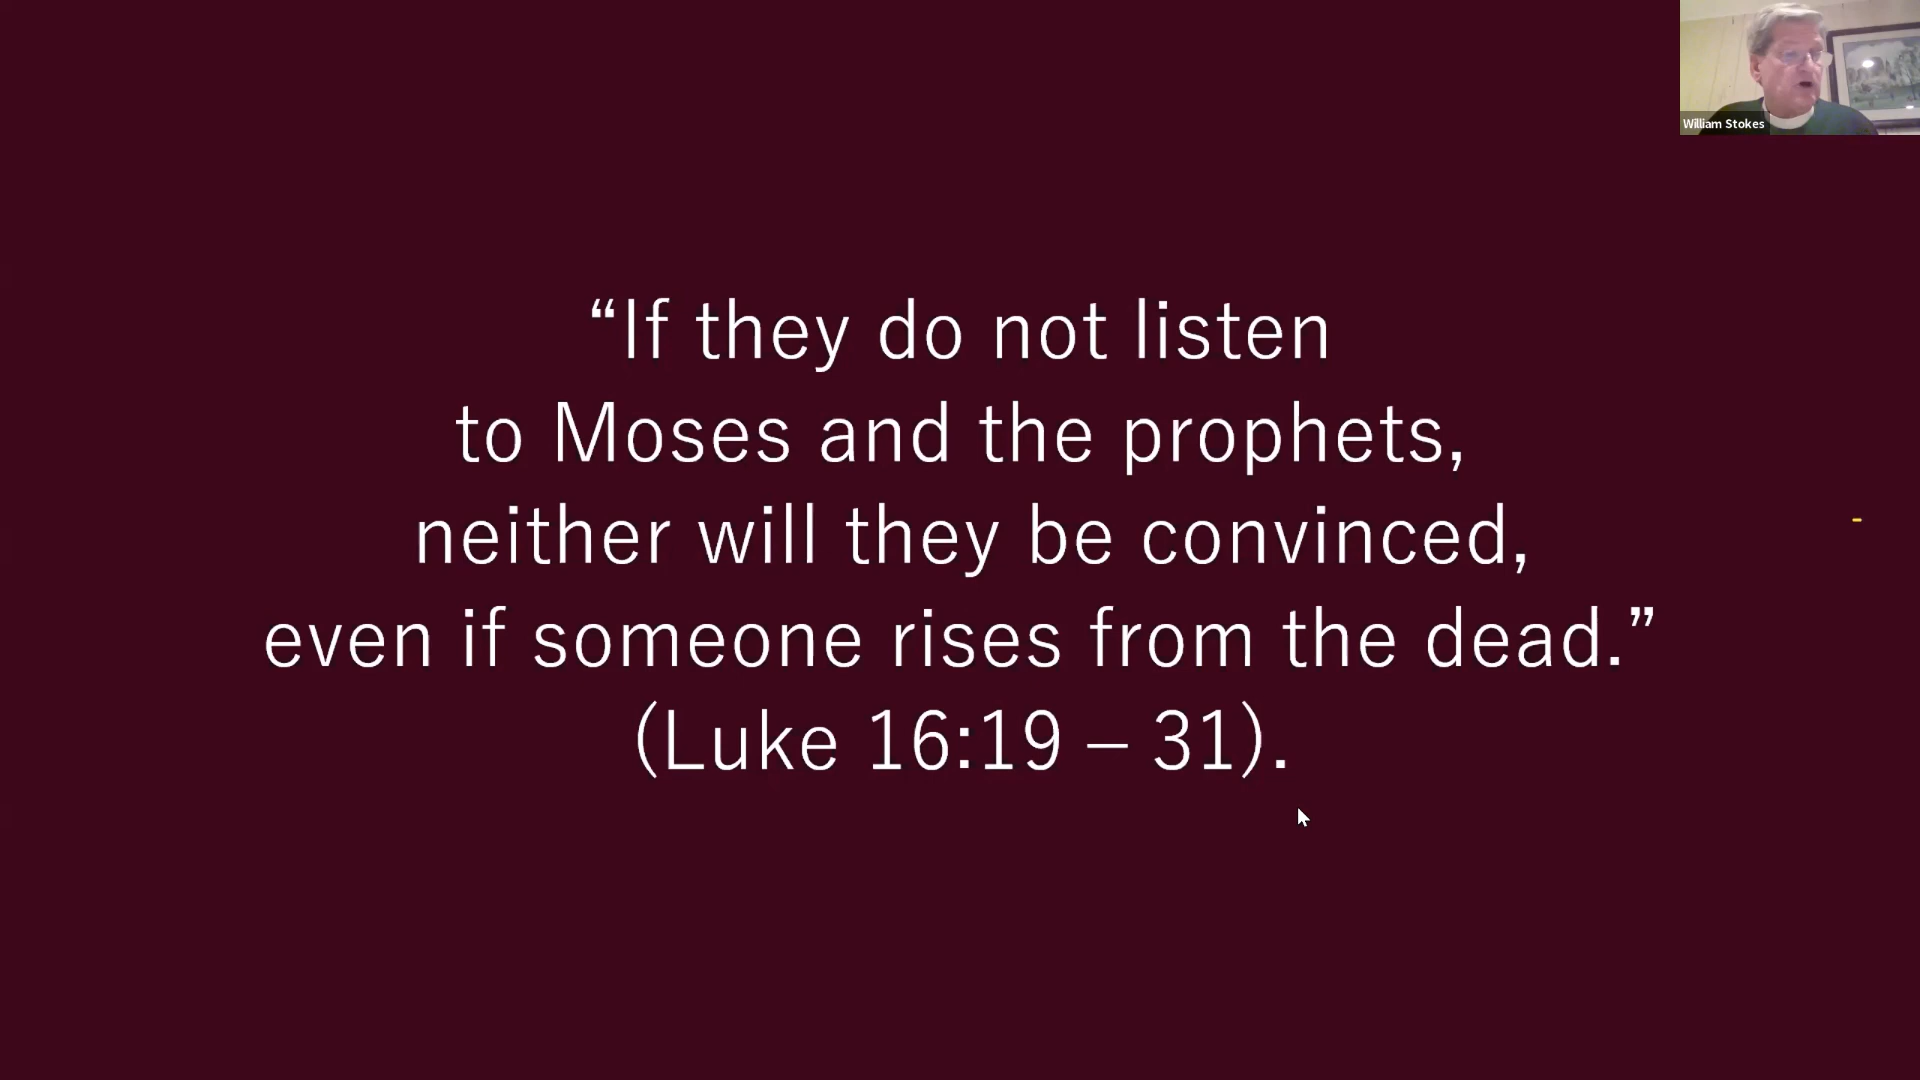 William Stokes
“If they do not listen
to Moses and the prophets,
neither will they be convinced,
even if someone rises from the dead.”
(Luke 16:19 – 31).